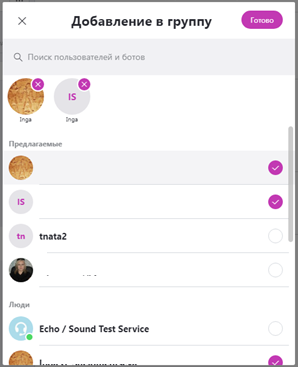 Добавление в группу
Готово
Поиск пользователей и ботов
IS
Inga
Inga
Предлагаемые
IS
tn
tnata2
Люди
Echo / Sound Test Service